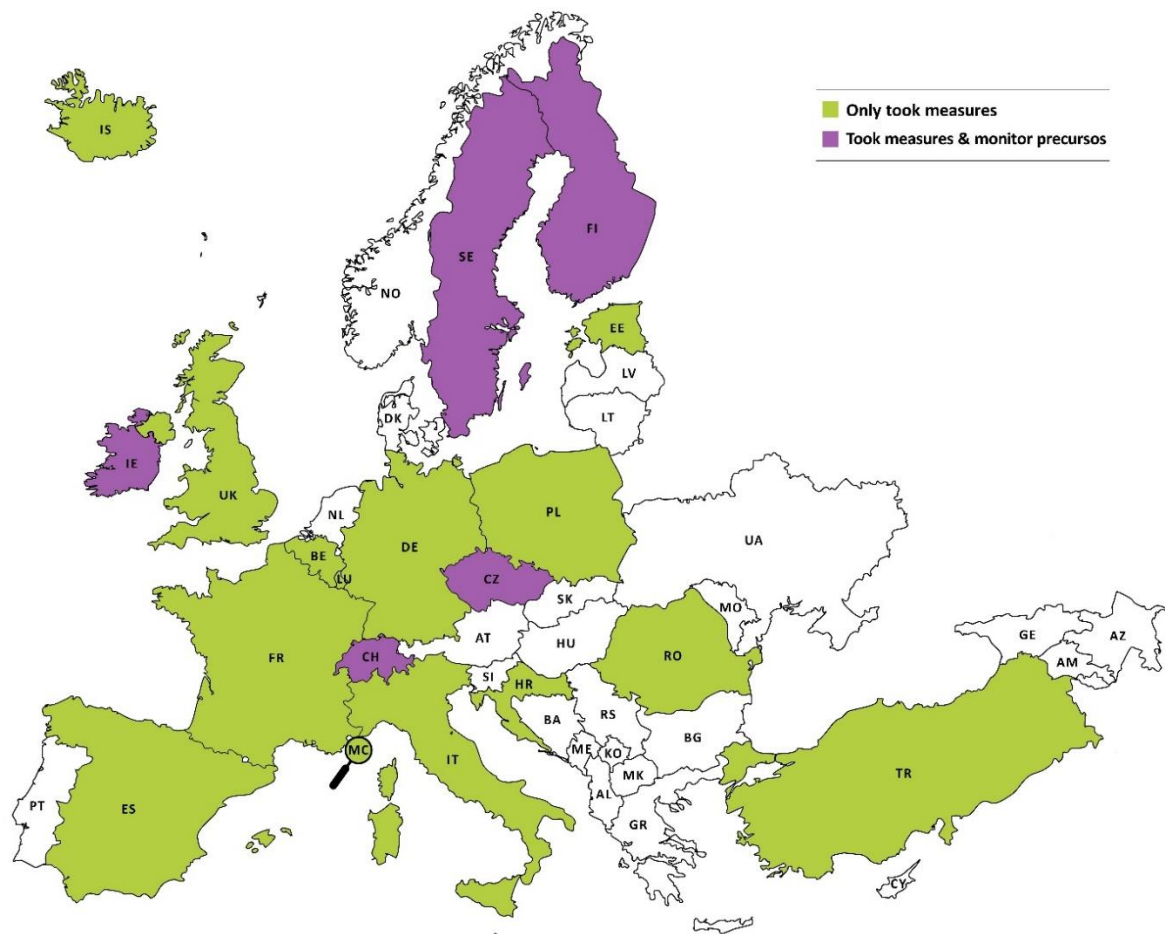 Only took measures
Took measures & monitor precursos
IS
SE
FI
NO
EE
LV
LT
DK
IE
UK
NL
BE
LU
DE
PL
UA
CZ
SK
MO
FR
CH
AT
HU
RO
GE
AZ
AM
SI
HR
BA
RS
BG
MC
IT
ME
KO
MK
AL
TR
PT
ES
GR
CY